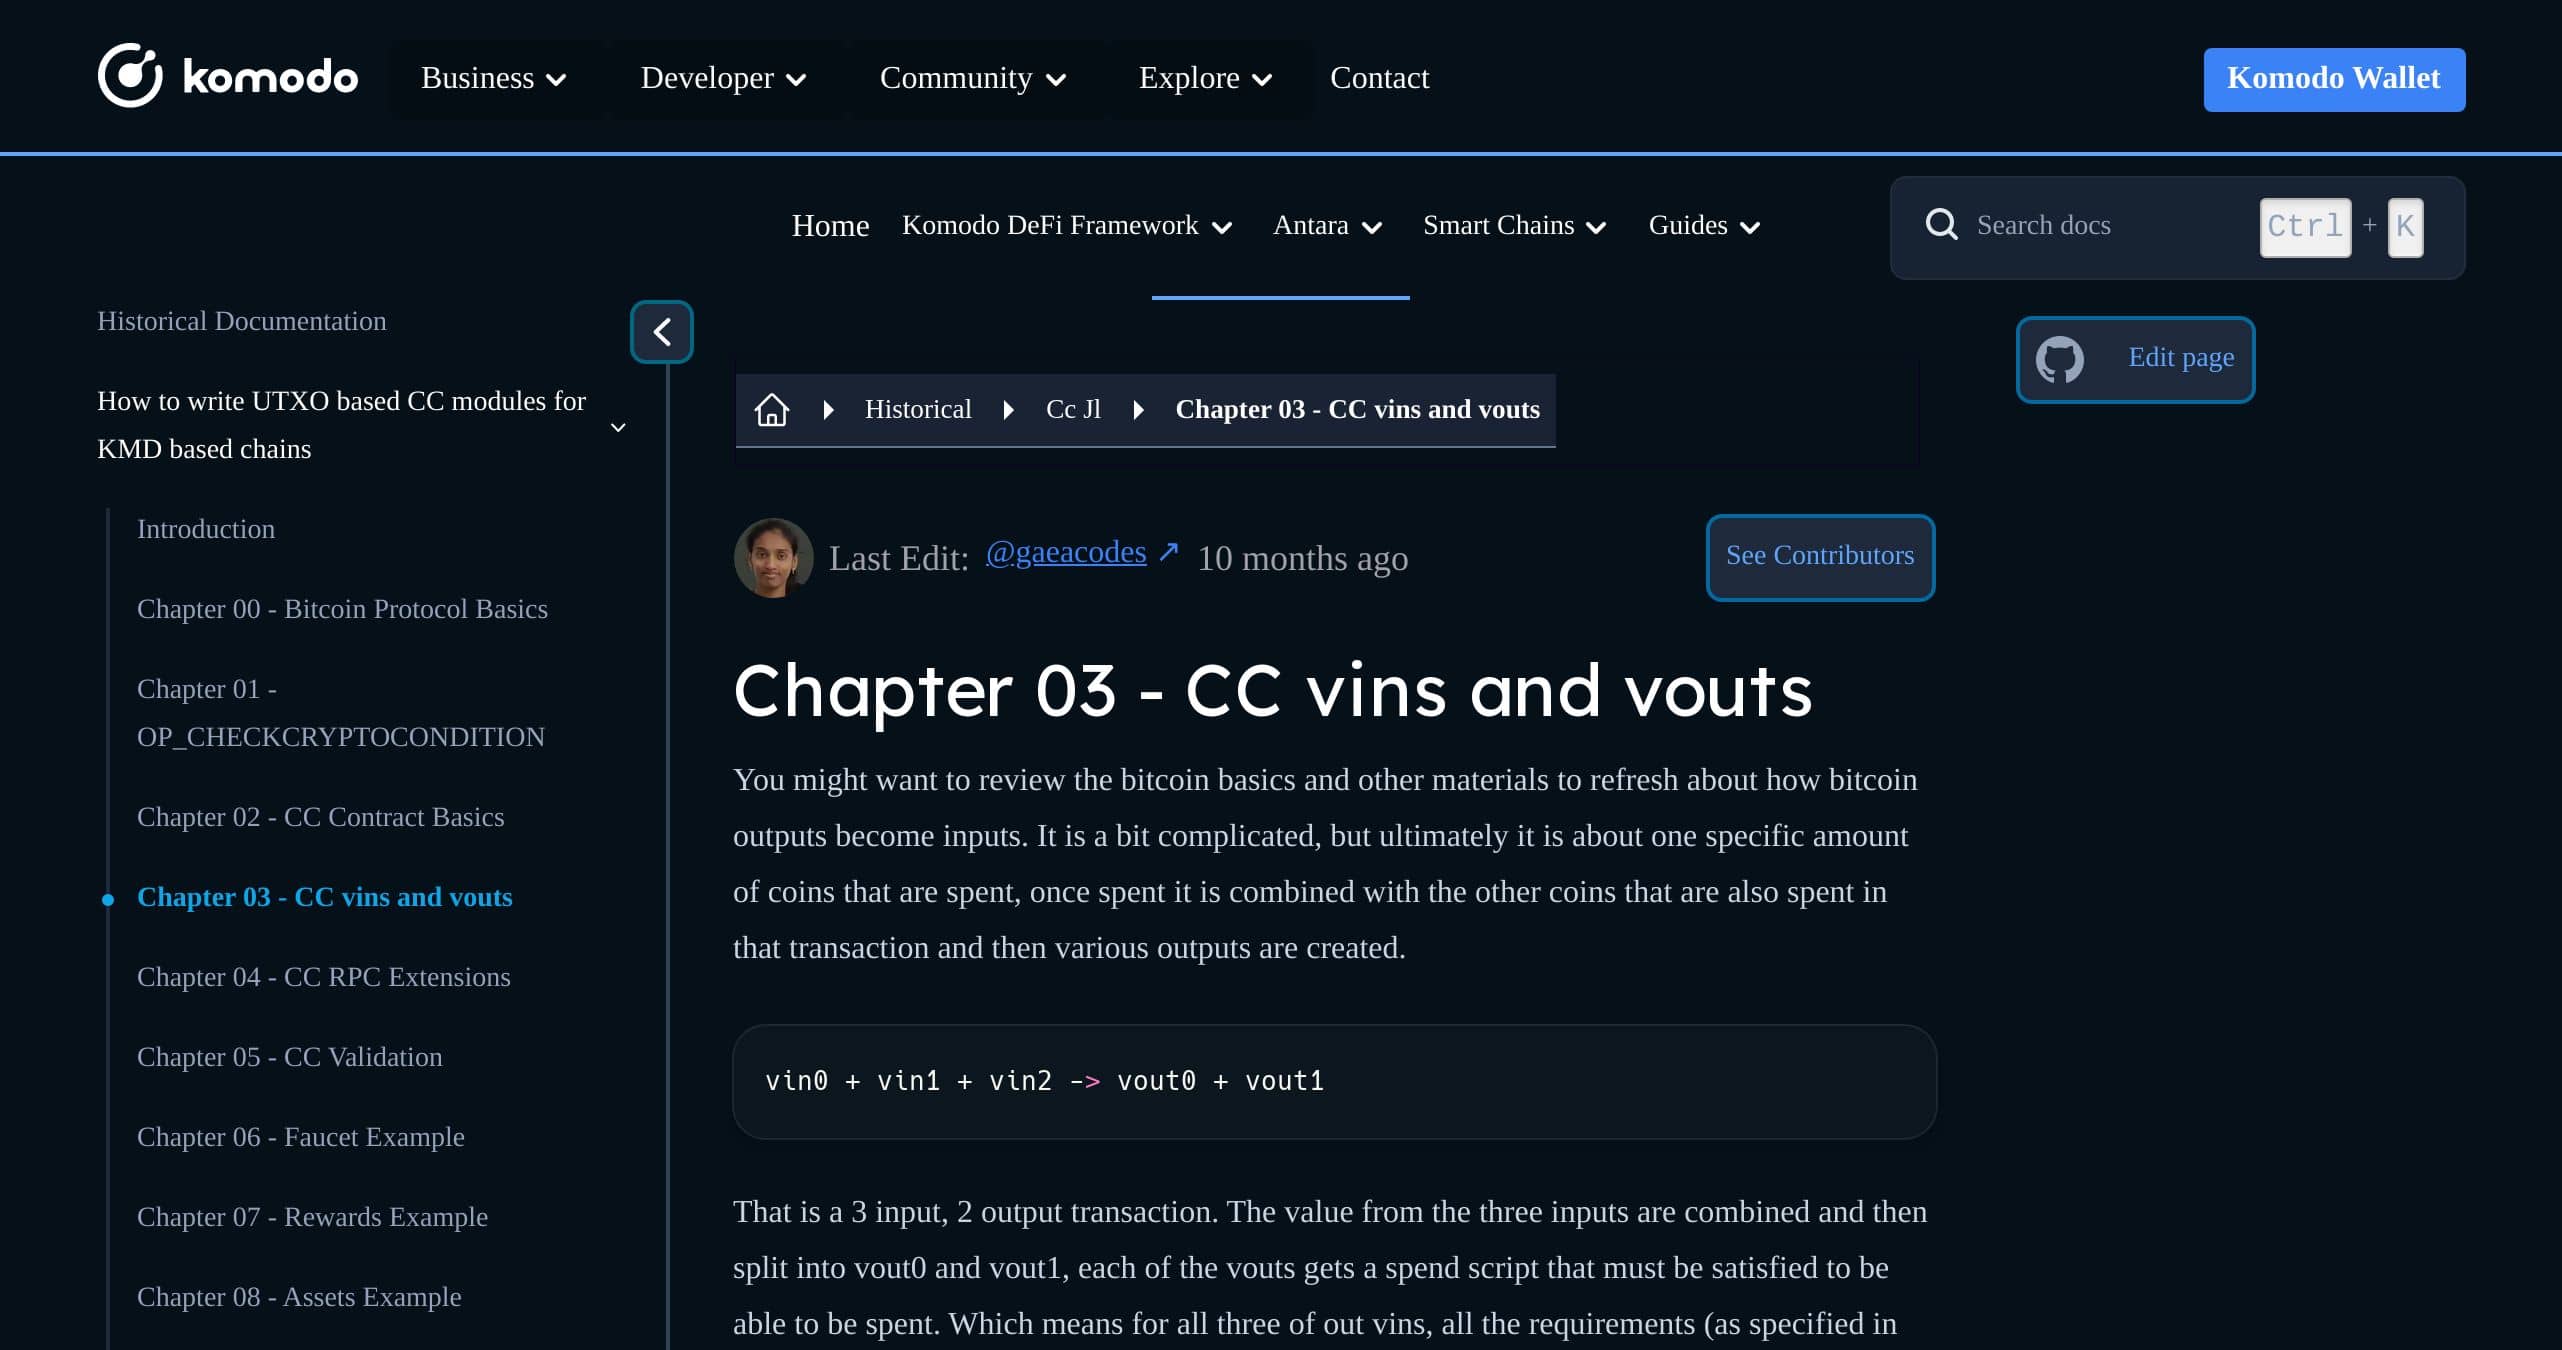 komodo Business Developer Community Explore Contact Komodo Wallet
Home Komodo DeFi Framework Antara Smart Chains Guides Search docs Ctrl + K
Historical Documentation
How to write UTXO based CC modules for
KMD based chains
Introduction
Chapter 00 - Bitcoin Protocol Basics
Chapter 01 -
OP_CHECKCRYPTOCONDITION
Chapter 02 - CC Contract Basics
Chapter 03 - CC vins and vouts
Chapter 04 - CC RPC Extensions
Chapter 05 - CC Validation
Chapter 06 - Faucet Example
Chapter 07 - Rewards Example
Chapter 08 - Assets Example
Edit page
Historical Cc Jl Chapter 03 - CC vins and vouts
Last Edit: @gaeacodes ↗ 10 months ago See Contributors
Chapter 03 - CC vins and vouts
You might want to review the bitcoin basics and other materials to refresh about how bitcoin
outputs become inputs. It is a bit complicated, but ultimately it is about one specific amount
of coins that are spent, once spent it is combined with the other coins that are also spent in
that transaction and then various outputs are created.
vin0 + vin1 + vin2 -> vout0 + vout1
That is a 3 input, 2 output transaction. The value from the three inputs are combined and then
split into vout0 and vout1, each of the vouts gets a spend script that must be satisfied to be
able to be spent. Which means for all three of out vins, all the requirements (as specified in